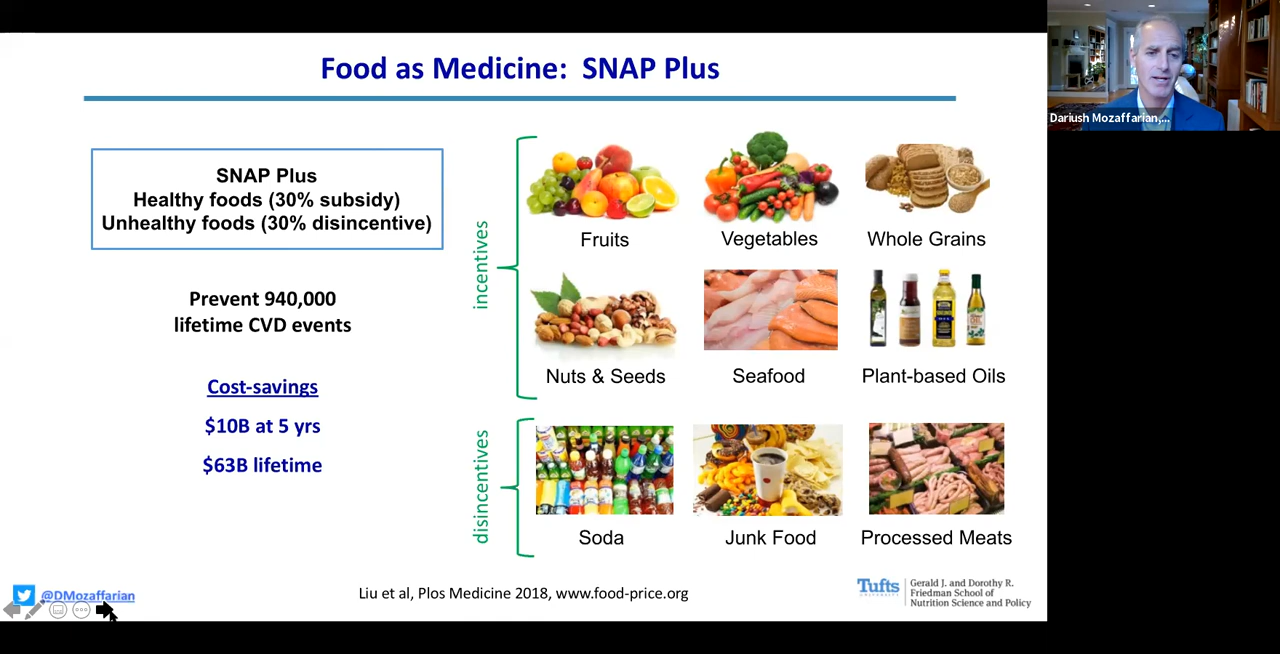 Food as Medicine: SNAP Plus
Dariush Mozaffarian,...
SNAP Plus
Healthy foods (30% subsidy)
Unhealthy foods (30% disincentive)
Prevent 940,000
lifetime CVD events
Cost-savings
$10B at 5 yrs
$63B lifetime
incentives
Fruits
Vegetables
Whole Grains
Nuts & Seeds
Seafood
Plant-based Oils
disincentives
Soda
Junk Food
Processed Meats
@DMozaffarian
Liu et al, Plos Medicine 2018, www.food-price.org
Tufts
UNIVERSITY
Gerald J. and Dorothy R.
Friedman School of
Nutrition Science and Policy